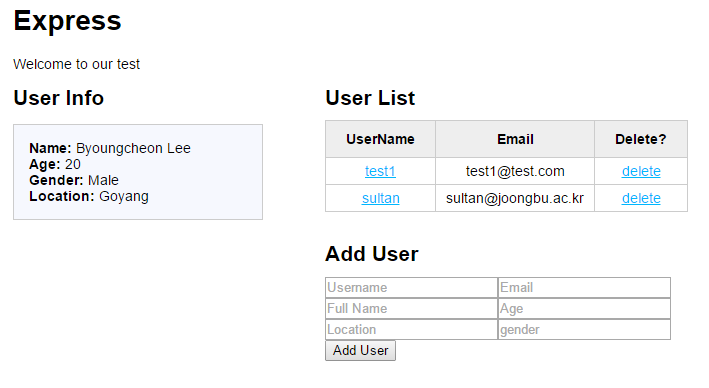 Express
Welcome to our test
User Info
Name: Byoungcheon Lee
Age: 20
Gender: Male
Location: Goyang
User List
UserName Email Delete?
test1 test1@test.com delete
sultan sultan@joongbu.ac.kr delete
Add User
Username Email
Full Name Age
Location gender
Add User